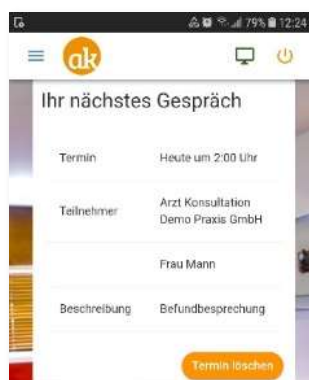 79% 12:24
ak
Ihr nächstes Gespräch
Termin Heute um 2:00 Uhr
Teilnehmer Arzt Konsultation
Demo Praxis GmbH
Frau Mann
Beschreibung Befundbesprechung
Termin löschen